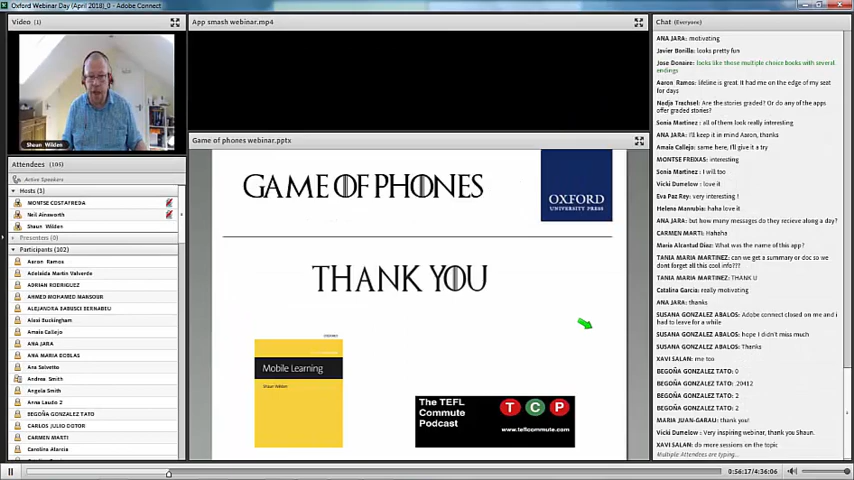 Oxford Webinar Day (April 2018)_0 - Adobe Connect
Video (1)
Shaun Wilden
Attendees (105)
Active Speakers
Hosts (3)
MONTSE COSTAFREDA
Neil Ainsworth
Shaun Wilden
Presenters (0)
Participants (102)
Aaron Ramos
Adelaida Martin Valverde
ADRIAN RODRIGUEZ
AHMED MOHAMED MANSOUR
ALEJANDRA BABUSCI BERNABEU
Alexi Buckingham
Amaia Callejo
ANA JARA
ANA MARIA ROBLAS
Ana Salvetto
Andrea Smith
Angela Smith
Anna Laudo 2
BEGOÑA GONZALEZ TATO
CARLOS JULIO DOTOR
CARMEN MARTI
Carolina Alarcia
App smash webinar.mp4
Game of phones webinar.pptx
GAME OF PHONES
OXFORD
UNIVERSITY PRESS
THANK YOU
Mobile Learning
Shaun Wilden
The TEFL
Commute
Podcast
T C P
www.teflcommute.com
Chat (Everyone)
ANA JARA: motivating
Javier Bonilla: looks pretty fun
Jose Donaire: looks like those multiple choice books with several
endings
Aaron Ramos: lifeline is great. It had me on the edge of my seat
for days
Nadja Trachsel: Are the stories graded? Or do any of the apps
offer graded stories?
Sonia Martinez: all of them look really interesting
ANA JARA: I'll keep it in mind Aaron, thanks
Amaia Callejo: same here, I'll give it a try
MONTSE FREIXAS: interesting
Sonia Martinez: I will too
Vicki Dumelow: love it
Eva Paz Rey: very interesting !
Helena Mannubia: haha love it
ANA JARA: but how many messages do they recieve along a day?
CARMEN MARTI: Hahaha
Maria Alcantud Díaz: What was the name of this app?
TANIA MARIA MARTINEZ: can we get a summary or doc so we
dont forget all this cool info???
TANIA MARIA MARTINEZ: THANK U
Catalina Garcia: really motivating
ANA JARA: thanks
SUSANA GONZALEZ ABALOS: Adobe connect closed on me and i
had to leave for a while
SUSANA GONZALEZ ABALOS: hope I didn't miss much
SUSANA GONZALEZ ABALOS: Thanks
XAVI SALAN: me too
BEGOÑA GONZALEZ TATO: 0
BEGOÑA GONZALEZ TATO: 20412
BEGOÑA GONZALEZ TATO: 2
BEGOÑA GONZALEZ TATO: 2
MARIA JUAN-GARAU: thank you!
Vicki Dumelow: Very inspiring webinar, thank you Shaun.
XAVI SALAN: do more sessions on the topic
Multiple Attendees are typing...
0:56:17/4:36:06